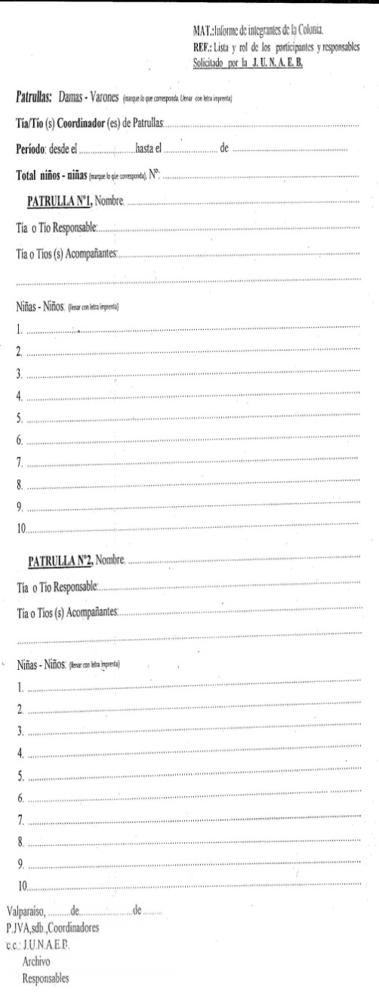 MAT.:Informe de integrantes de la Colonia.
REF.: Lista y rol de los participantes y responsables
Solicitado por la J. U. N. A. E. B.
Patrullas: Damas - Varones (marque lo que corresponda. Llenar con letra imprenta)
Tía/Tío (s) Coordinador (es) de Patrullas:..............................
Período: desde el ....................hasta el .................... de ..............................
Total niños - niñas (marque lo que corresponda), Nº: ..............................
PATRULLA Nº1, Nombre. ..............................
Tía o Tío Responsable:..............................
Tía o Tíos (s) Acompañantes:..............................
..............................
Niñas - Niños: (llenar con letra imprenta)
1. ..............................
2. ..............................
3. ..............................
4. ..............................
5. ..............................
6. ..............................
7. ..............................
8. ..............................
9. ..............................
10...............................
PATRULLA Nº2, Nombre. ..............................
Tía o Tío Responsable:..............................
Tía o Tíos (s) Acompañantes:..............................
..............................
Niñas - Niños: (llenar con letra imprenta)
1. ..............................
2. ..............................
3. ..............................
4. ..............................
5. ..............................
6. ..............................
7. ..............................
8. ..............................
9. ..............................
10...............................
Valparaíso, .........de....................de ........
P.JVA,sdb.,Coordinadores
c.c.: J.U.N.A.E.B.
Archivo
Responsables